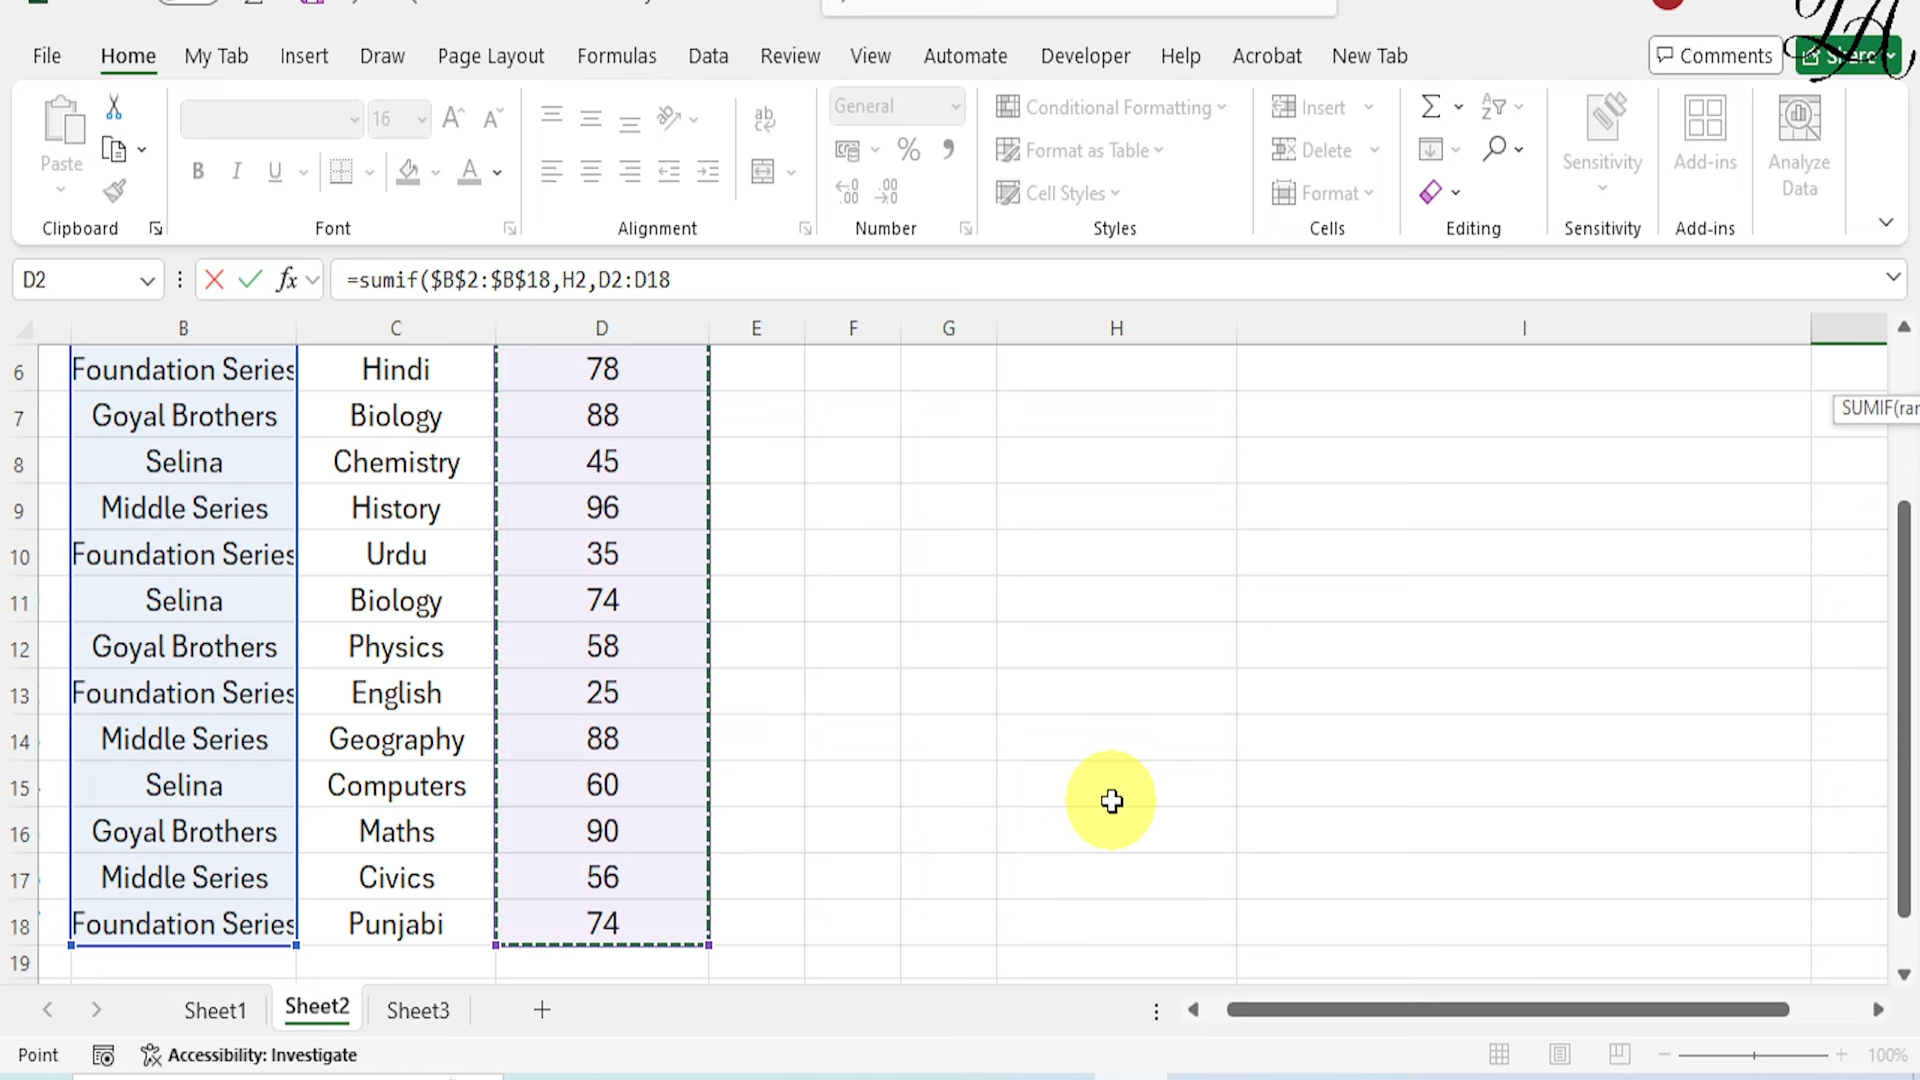 File Home My Tab Insert Draw Page Layout Formulas Data Review View Automate Developer Help Acrobat New Tab Comments Share
16 General Conditional Formatting Insert
Paste Format as Table Delete Sensitivity Add-ins Analyze Data
B I U Cell Styles Format
Clipboard Font Alignment Number Styles Cells Editing Sensitivity Add-ins
D2 fx =sumif($B$2:$B$18,H2,D2:D18
B C D E F G H I
6 Foundation Series Hindi 78
SUMIF(ran
7 Goyal Brothers Biology 88
8 Selina Chemistry 45
9 Middle Series History 96
10 Foundation Series Urdu 35
11 Selina Biology 74
12 Goyal Brothers Physics 58
13 Foundation Series English 25
14 Middle Series Geography 88
15 Selina Computers 60
16 Goyal Brothers Maths 90
17 Middle Series Civics 56
18 Foundation Series Punjabi 74
19
Sheet1 Sheet2 Sheet3 +
Point Accessibility: Investigate 100%